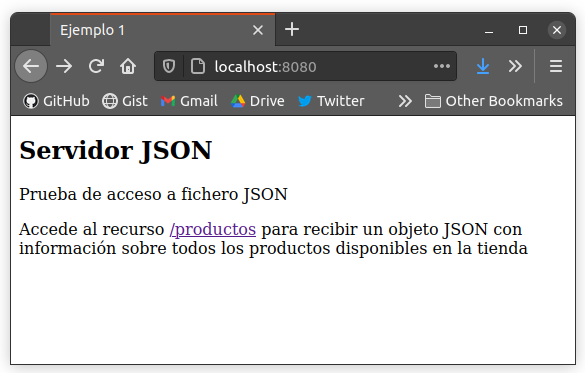 Ejemplo 1
localhost:8080
GitHub Gist Gmail Drive Twitter Other Bookmarks
Servidor JSON
Prueba de acceso a fichero JSON
Accede al recurso /productos para recibir un objeto JSON con
información sobre todos los productos disponibles en la tienda